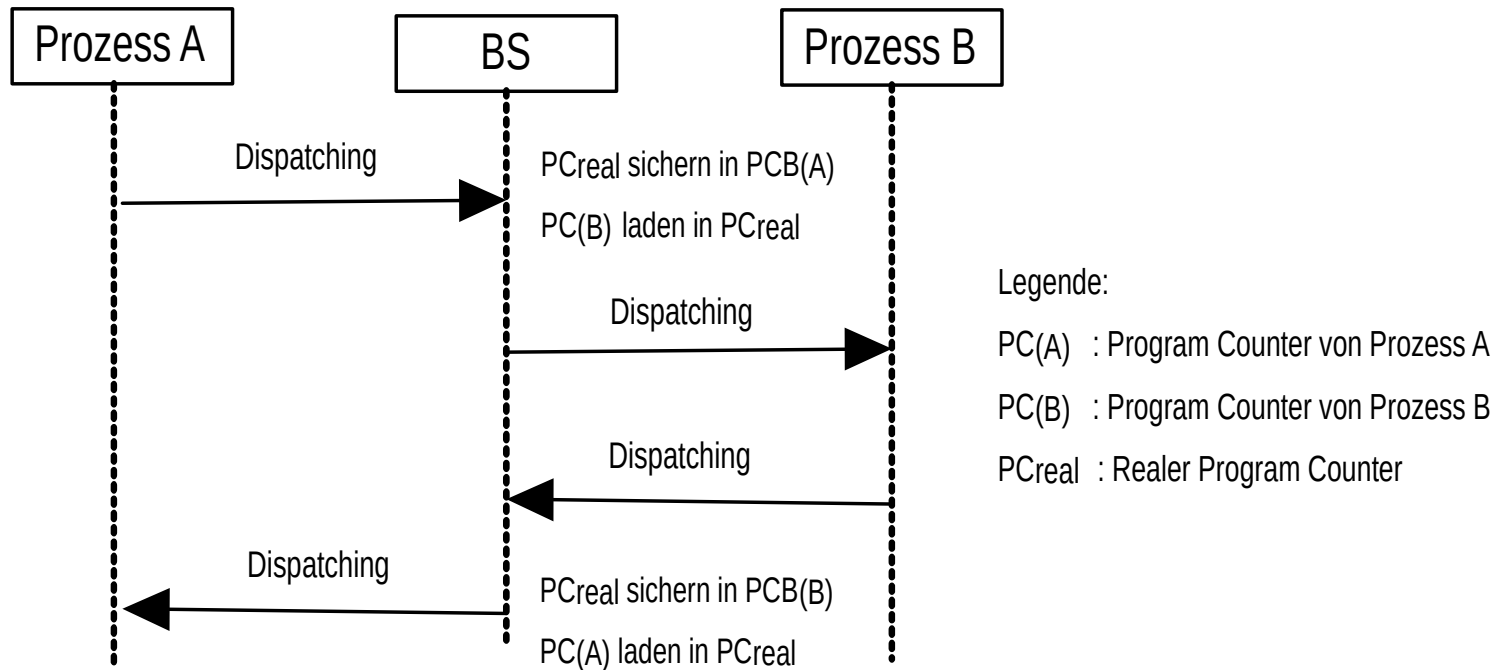 Prozess A
BS
Prozess B
Dispatching
PCreal sichern in PCB(A)
PC(B) laden in PCreal
Dispatching
Legende:
PC(A) : Program Counter von Prozess A
PC(B) : Program Counter von Prozess B
PCreal : Realer Program Counter
Dispatching
Dispatching
PCreal sichern in PCB(B)
PC(A) laden in PCreal